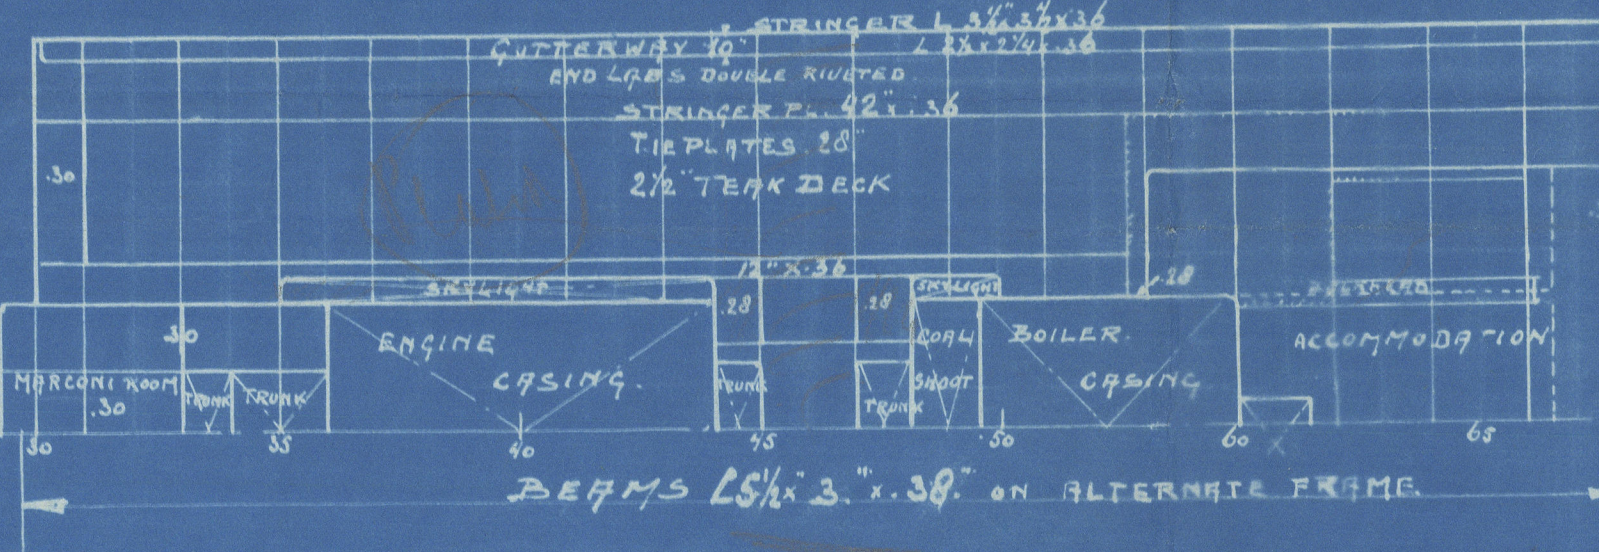 STRINGER L 3½" 3½ x 36
GUTTERWAY 10" L 2½ x 2¼ x .36
END LAPS DOUBLE RIVETED.
STRINGER PL. 42" x .36
TIEPLATES .28"
2½" TEAK DECK
.30
12" x .36
SKYLIGHT
.28
.28
SKYLIGHT
.28
BULKHEAD
.30
ENGINE
CASING.
COAL
SHOOT
BOILER.
CASING
ACCOMMODATION
MARCONI ROOM
.30
TRUNK
TRUNK
TRUNK
TRUNK
30
35
40
45
50
60
65
BEAMS L5½" x 3" x .38" ON ALTERNATE FRAME